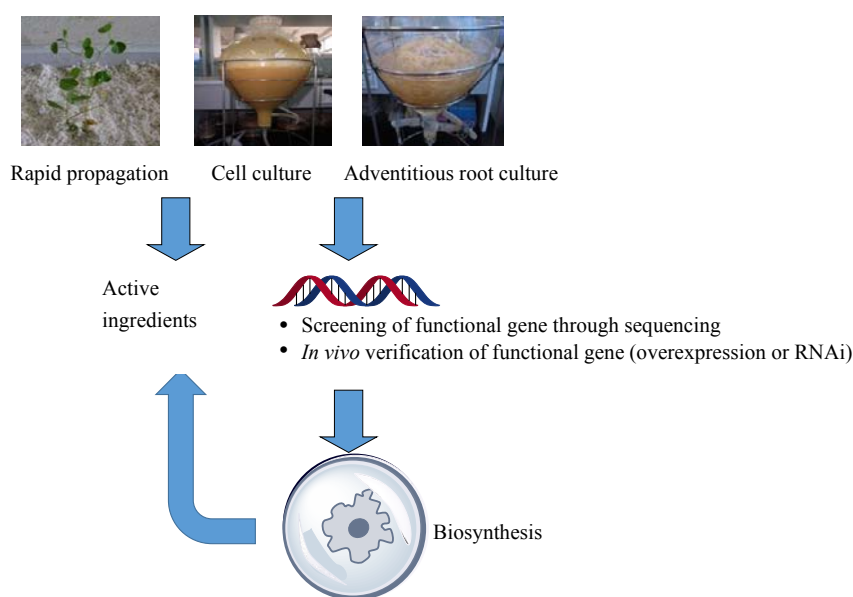 Rapid propagation Cell culture Adventitious root culture
Active
ingredients
• Screening of functional gene through sequencing
• In vivo verification of functional gene (overexpression or RNAi)
Biosynthesis